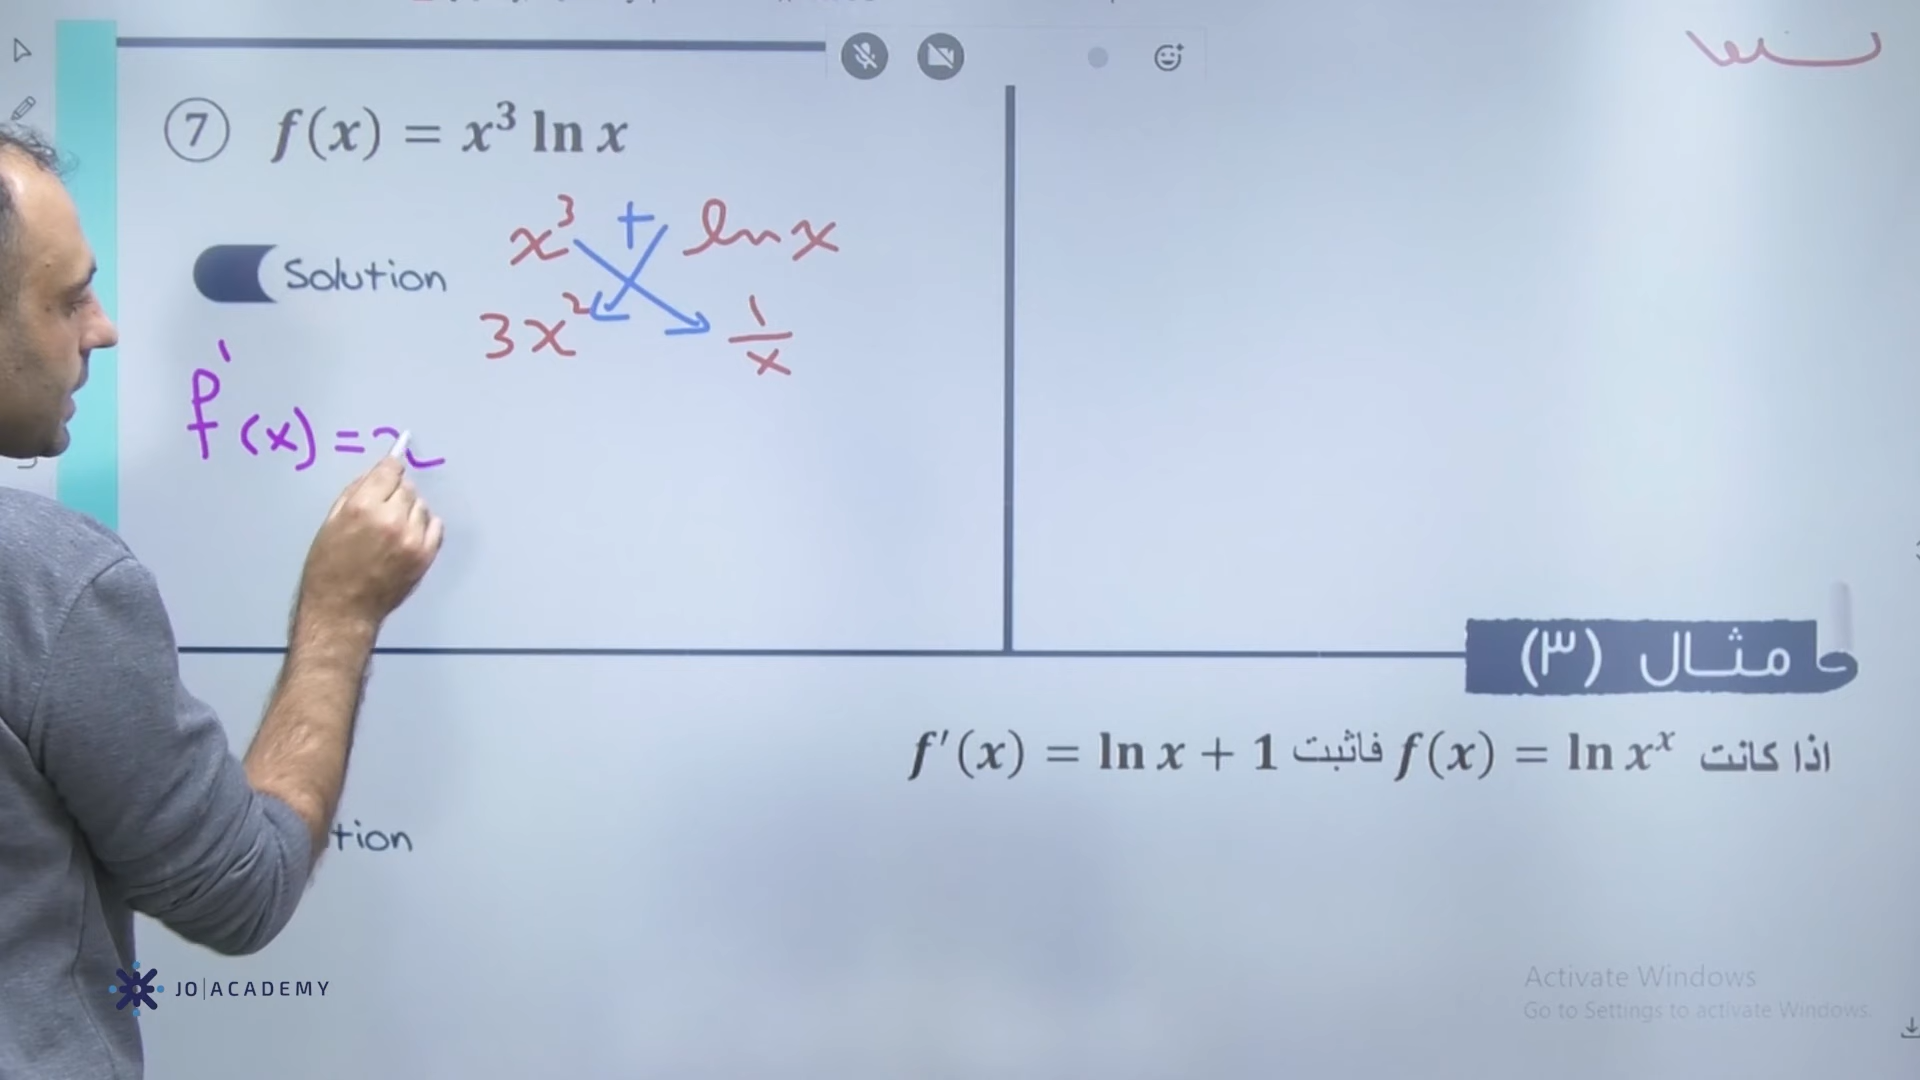 ⑦ f(x) = x³ ln x
x³ + ln x
Solution
3x² 1/x
f'(x) = x
مثال (٣)
اذا كانت f(x) = ln xˣ فاثبت f'(x) = ln x + 1
tion
JO|ACADEMY
Activate Windows
Go to Settings to activate Windows.